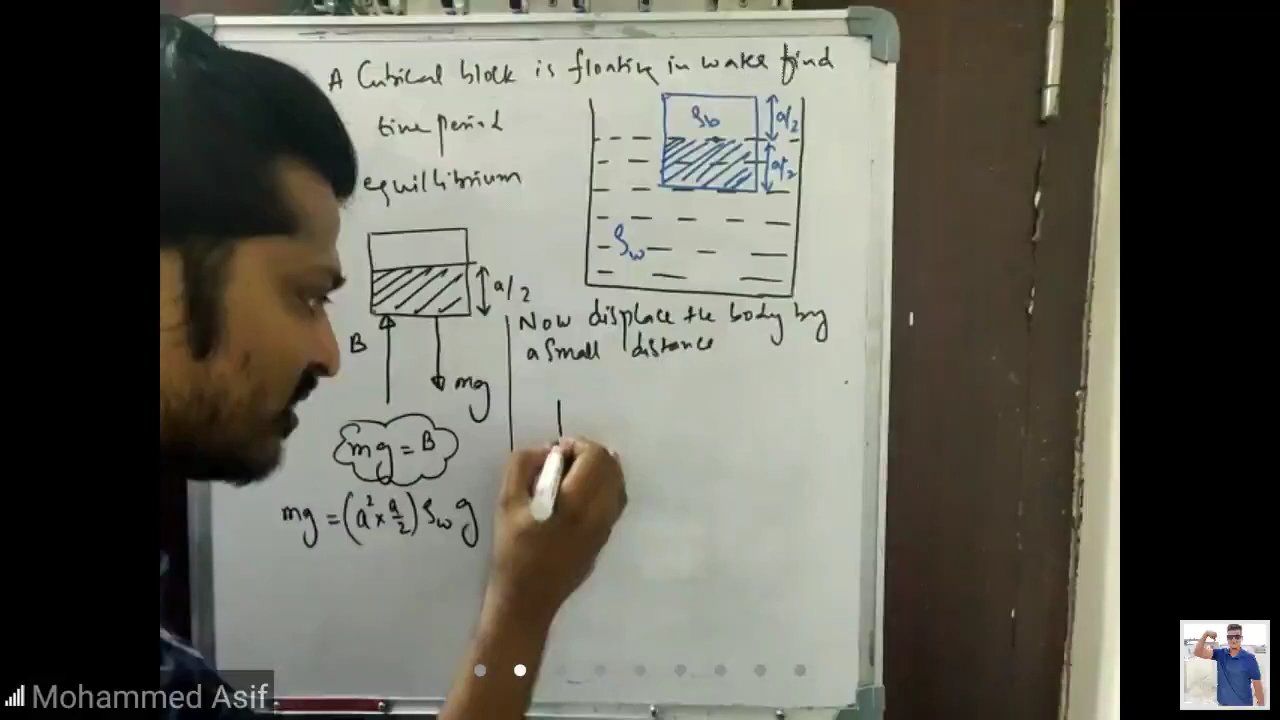 A Cubical block is floating in water find
time period
equillibrium
ρb
a/2
a/2
ρw
a/2
B
mg
mg = B
mg = (a² × a/2) ρw g
Now displace the body by
a small distance
Mohammed Asif